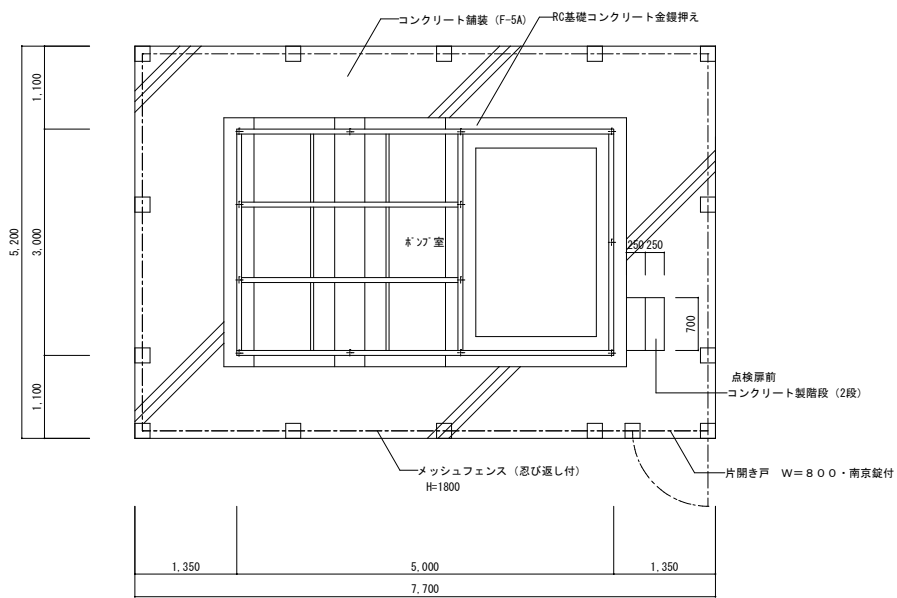 コンクリート舗装（F-5A）
RC基礎コンクリート金鏝押え
1,100
5,200
3,000
1,100
ﾎﾟﾝﾌﾟ室
250
250
700
点検扉前
コンクリート製階段（2段）
メッシュフェンス（忍び返し付）
H=1800
片開き戸　Ｗ＝８００・南京錠付
1,350
5,000
1,350
7,700